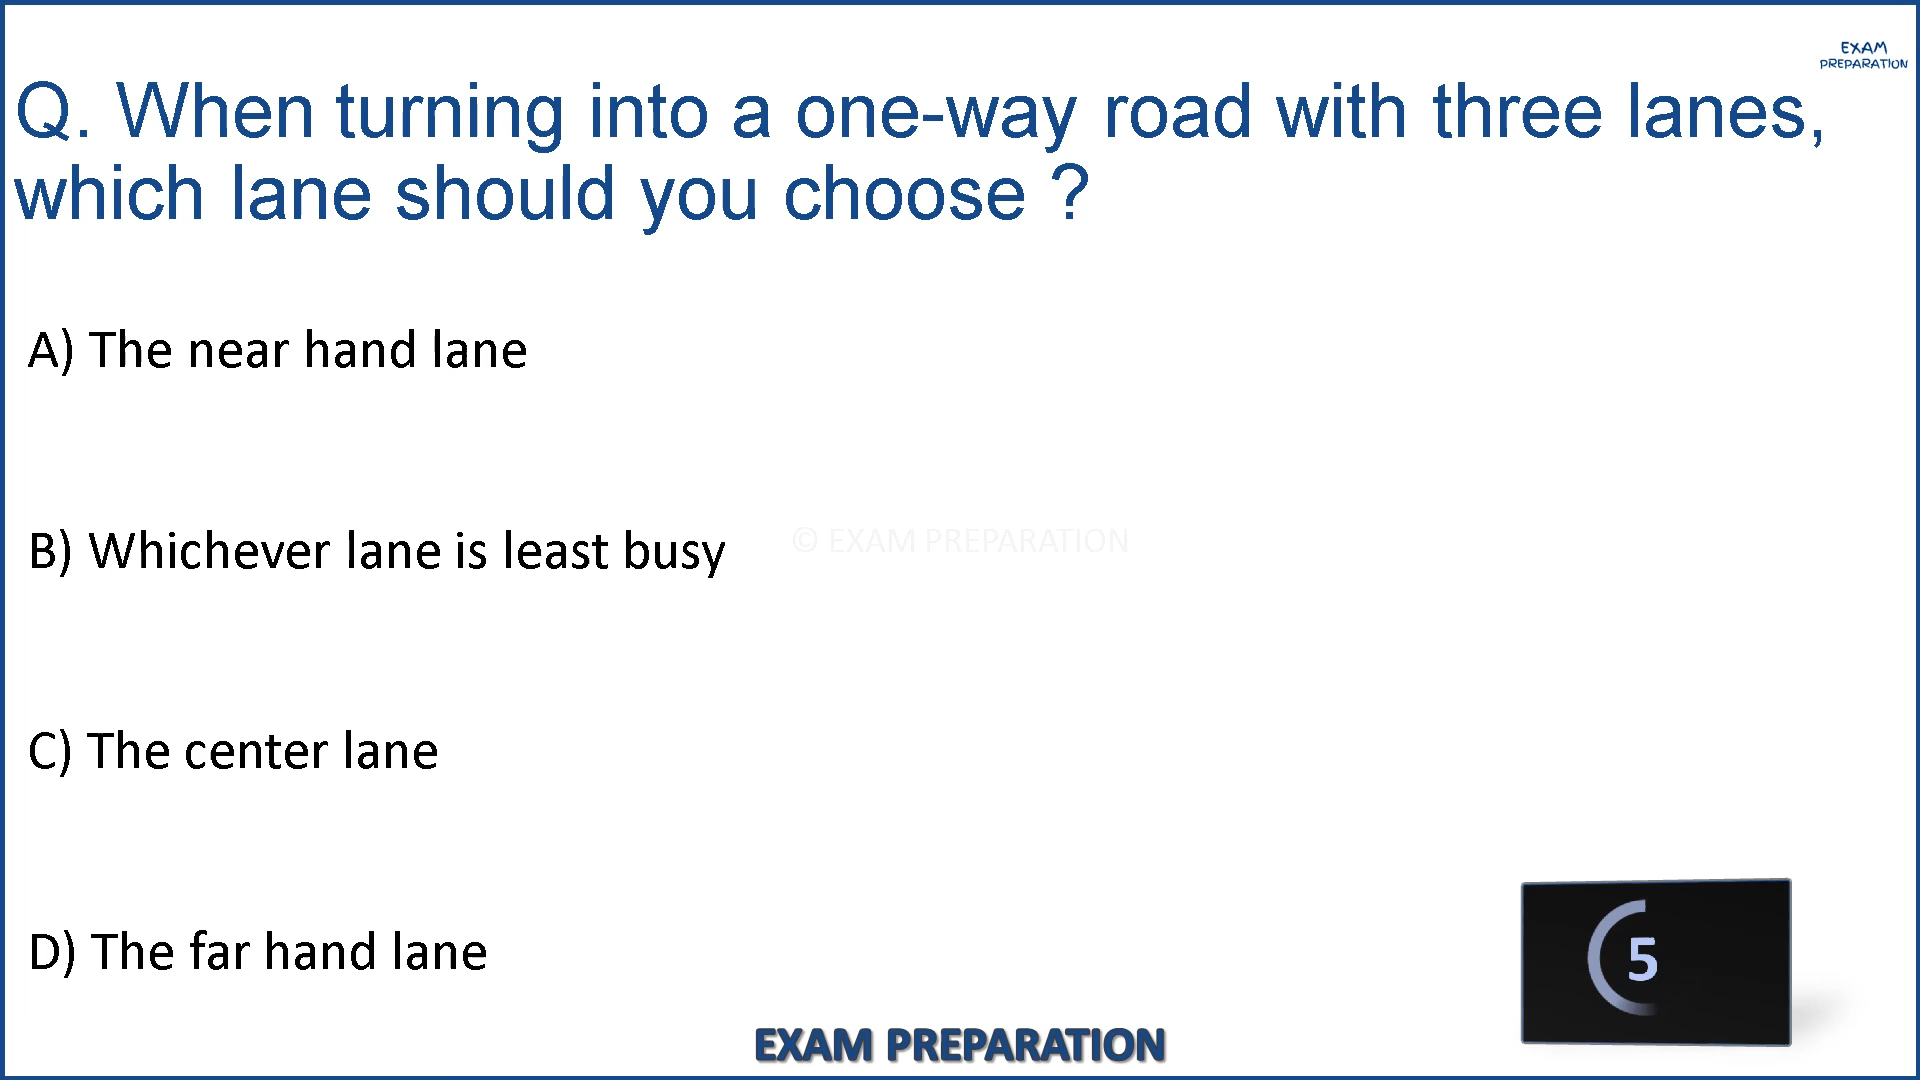 EXAM
PREPARATION
Q. When turning into a one-way road with three lanes,
which lane should you choose ?
A) The near hand lane
B) Whichever lane is least busy
© EXAM PREPARATION
C) The center lane
D) The far hand lane
5
EXAM PREPARATION